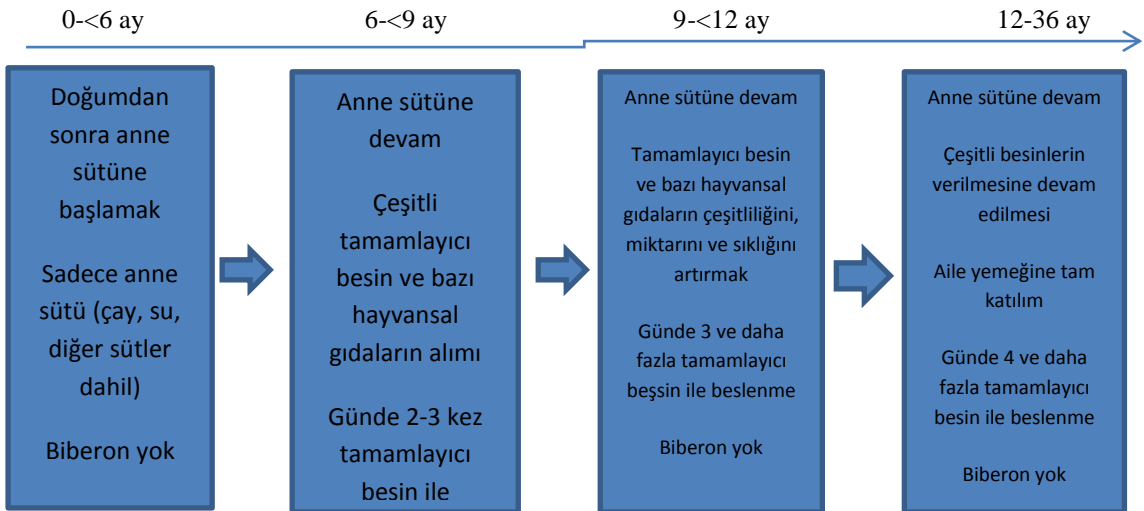 0-<6 ay
6-<9 ay
9-<12 ay
12-36 ay
Doğumdan
sonra anne
sütüne
başlamak
Sadece anne
sütü (çay, su,
diğer sütler
dahil)
Biberon yok
Anne sütüne
devam
Çeşitli
tamamlayıcı
besin ve bazı
hayvansal
gıdaların alımı
Günde 2-3 kez
tamamlayıcı
besin ile
Anne sütüne devam
Tamamlayıcı besin
ve bazı hayvansal
gıdaların çeşitliliğini,
miktarını ve sıklığını
artırmak
Günde 3 ve daha
fazla tamamlayıcı
beşsin ile beslenme
Biberon yok
Anne sütüne devam
Çeşitli besinlerin
verilmesine devam
edilmesi
Aile yemeğine tam
katılım
Günde 4 ve daha
fazla tamamlayıcı
besin ile beslenme
Biberon yok